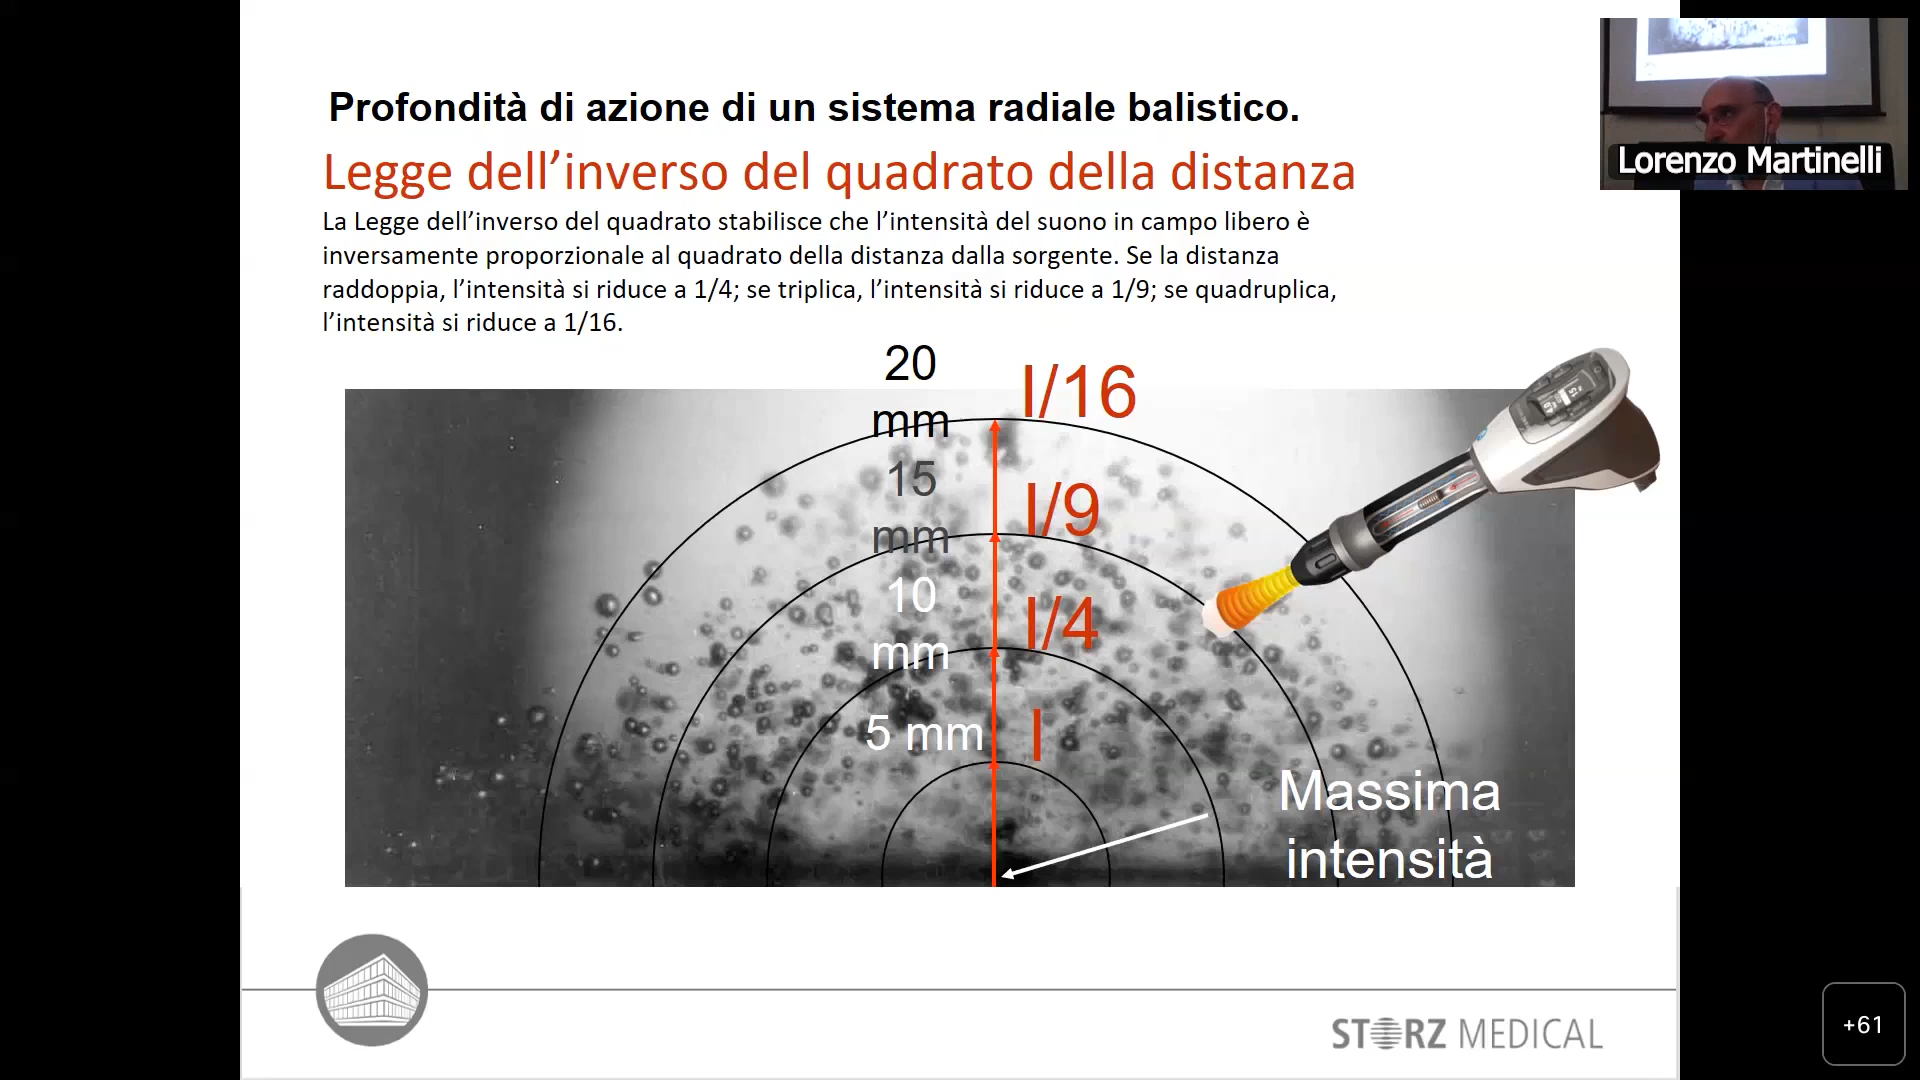 Profondità di azione di un sistema radiale balistico.
Legge dell’inverso del quadrato della distanza
La Legge dell’inverso del quadrato stabilisce che l’intensità del suono in campo libero è
inversamente proporzionale al quadrato della distanza dalla sorgente. Se la distanza
raddoppia, l’intensità si riduce a 1/4; se triplica, l’intensità si riduce a 1/9; se quadruplica,
l’intensità si riduce a 1/16.
Lorenzo Martinelli
20
mm
I/16
15
mm
I/9
10
mm
I/4
5 mm
I
Massima
intensità
STORZ MEDICAL
+61